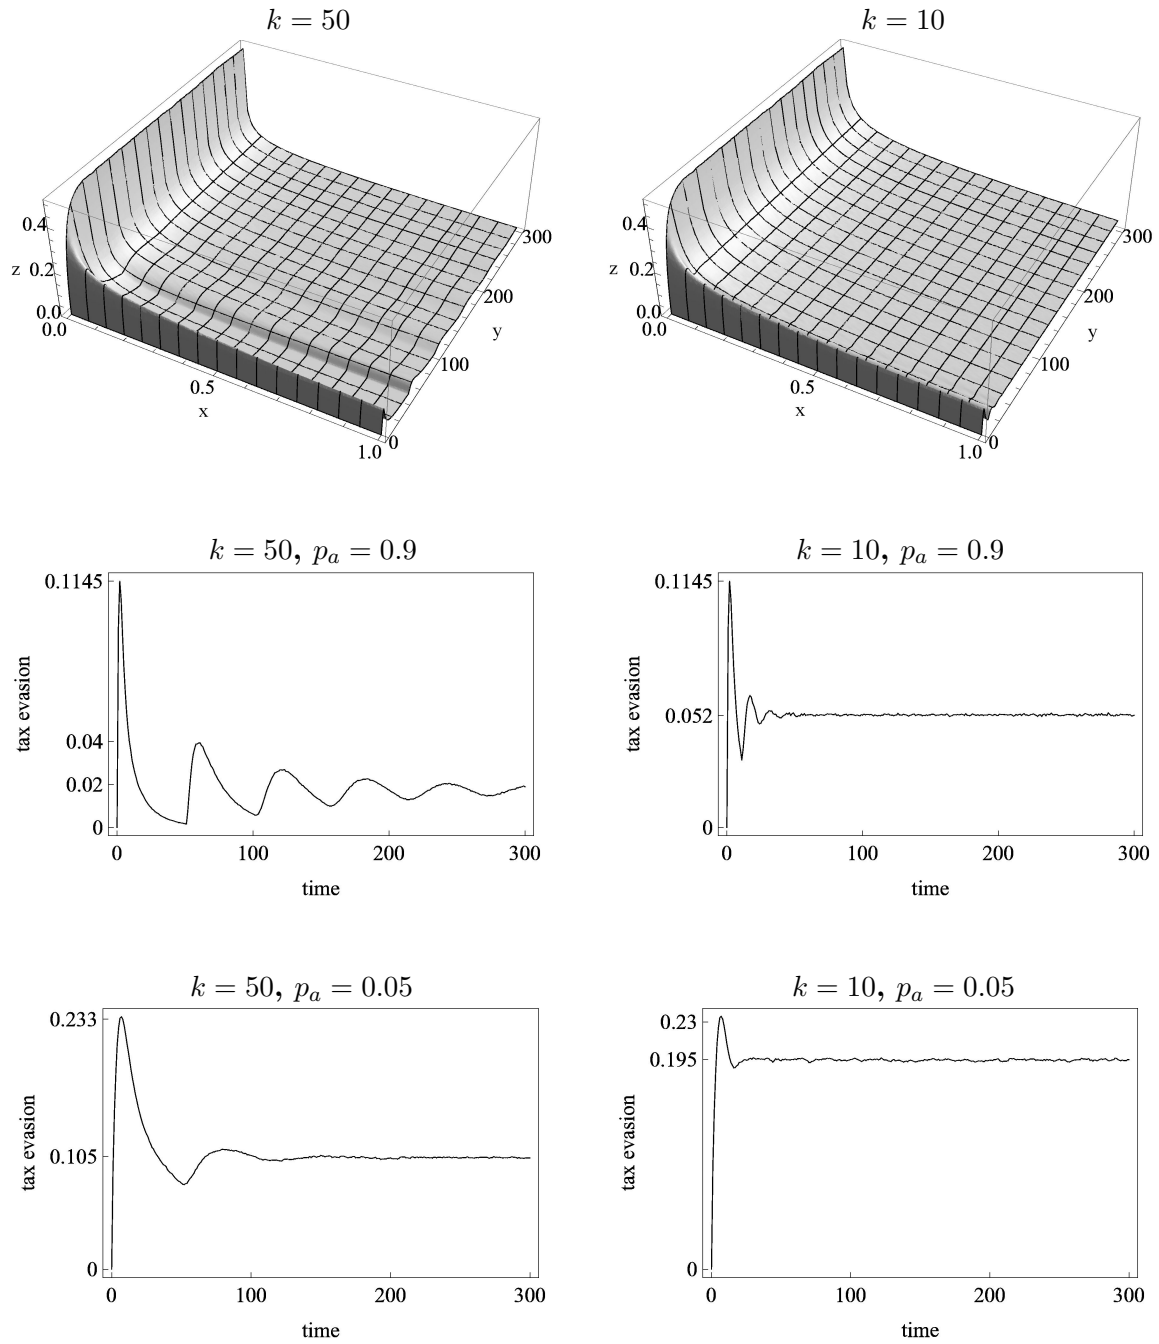 k = 50
k = 10
0.4
z 0.2
0.0
0.0
0.5
x
1.0
0
100
y
200
300
0.4
z 0.2
0.0
0.0
0.5
x
1.0
0
100
y
200
300
k = 50, pₐ = 0.9
0.1145
0.04
0.02
0
tax evasion
0 100 200 300
time
k = 10, pₐ = 0.9
0.1145
0.052
0
tax evasion
0 100 200 300
time
k = 50, pₐ = 0.05
0.233
0.105
0
tax evasion
0 100 200 300
time
k = 10, pₐ = 0.05
0.23
0.195
0
tax evasion
0 100 200 300
time